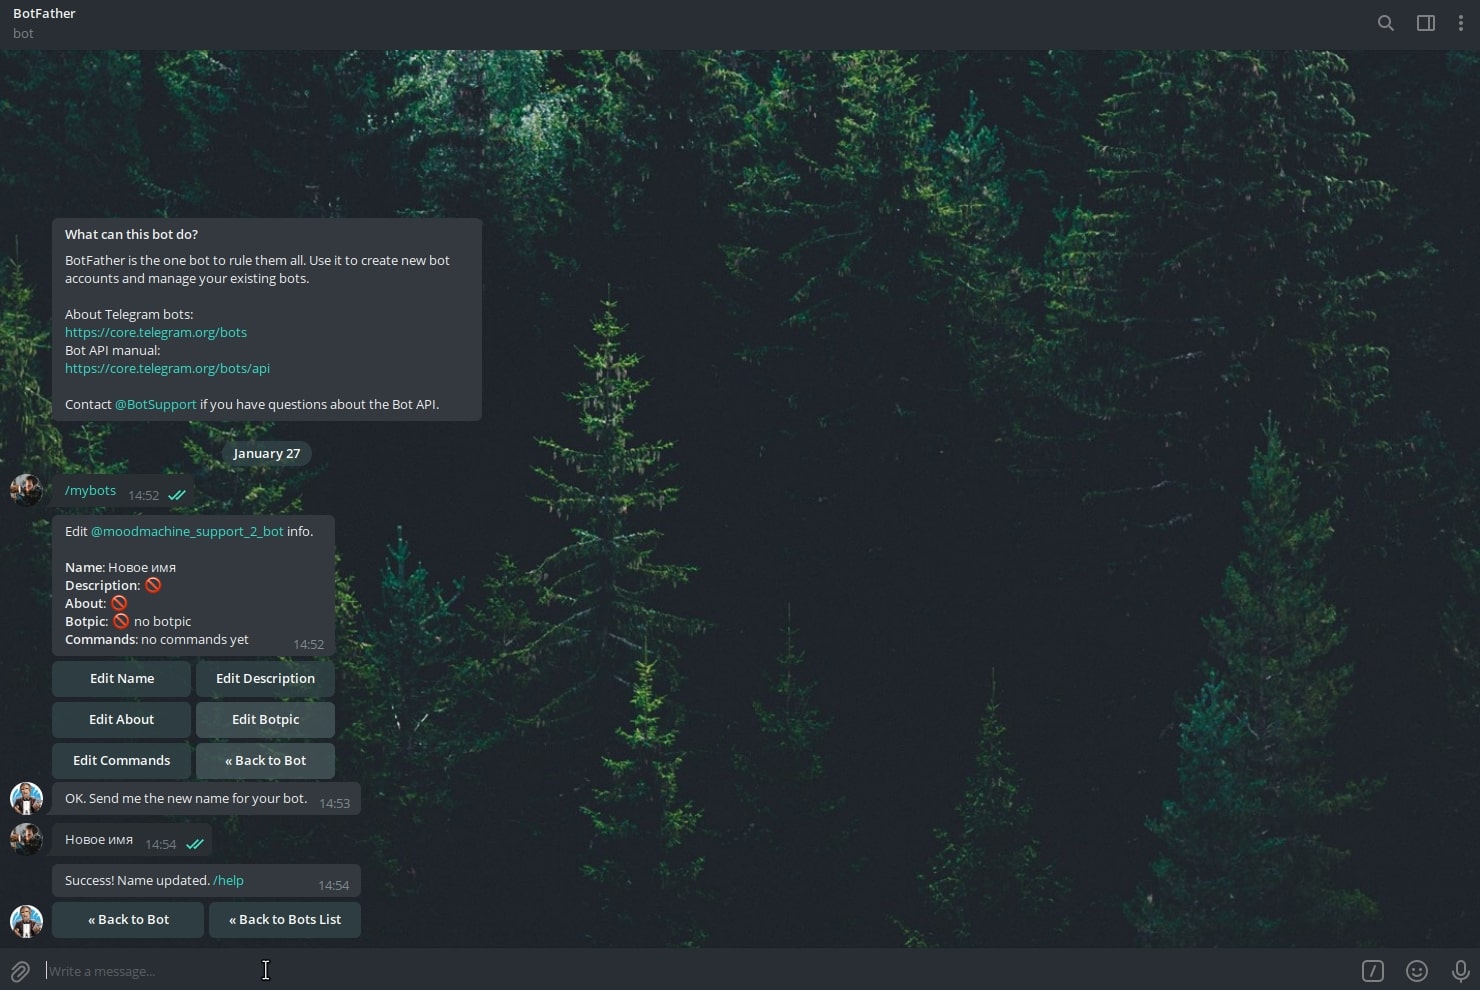 BotFather
bot
What can this bot do?
BotFather is the one bot to rule them all. Use it to create new bot
accounts and manage your existing bots.
About Telegram bots:
https://core.telegram.org/bots
Bot API manual:
https://core.telegram.org/bots/api
Contact @BotSupport if you have questions about the Bot API.
January 27
/mybots 14:52
Edit @moodmachine_support_2_bot info.
Name: Новое имя
Description: 🚫
About: 🚫
Botpic: 🚫 no botpic
Commands: no commands yet 14:52
Edit Name Edit Description
Edit About Edit Botpic
Edit Commands « Back to Bot
OK. Send me the new name for your bot. 14:53
Новое имя 14:54
Success! Name updated. /help 14:54
« Back to Bot « Back to Bots List
Write a message...